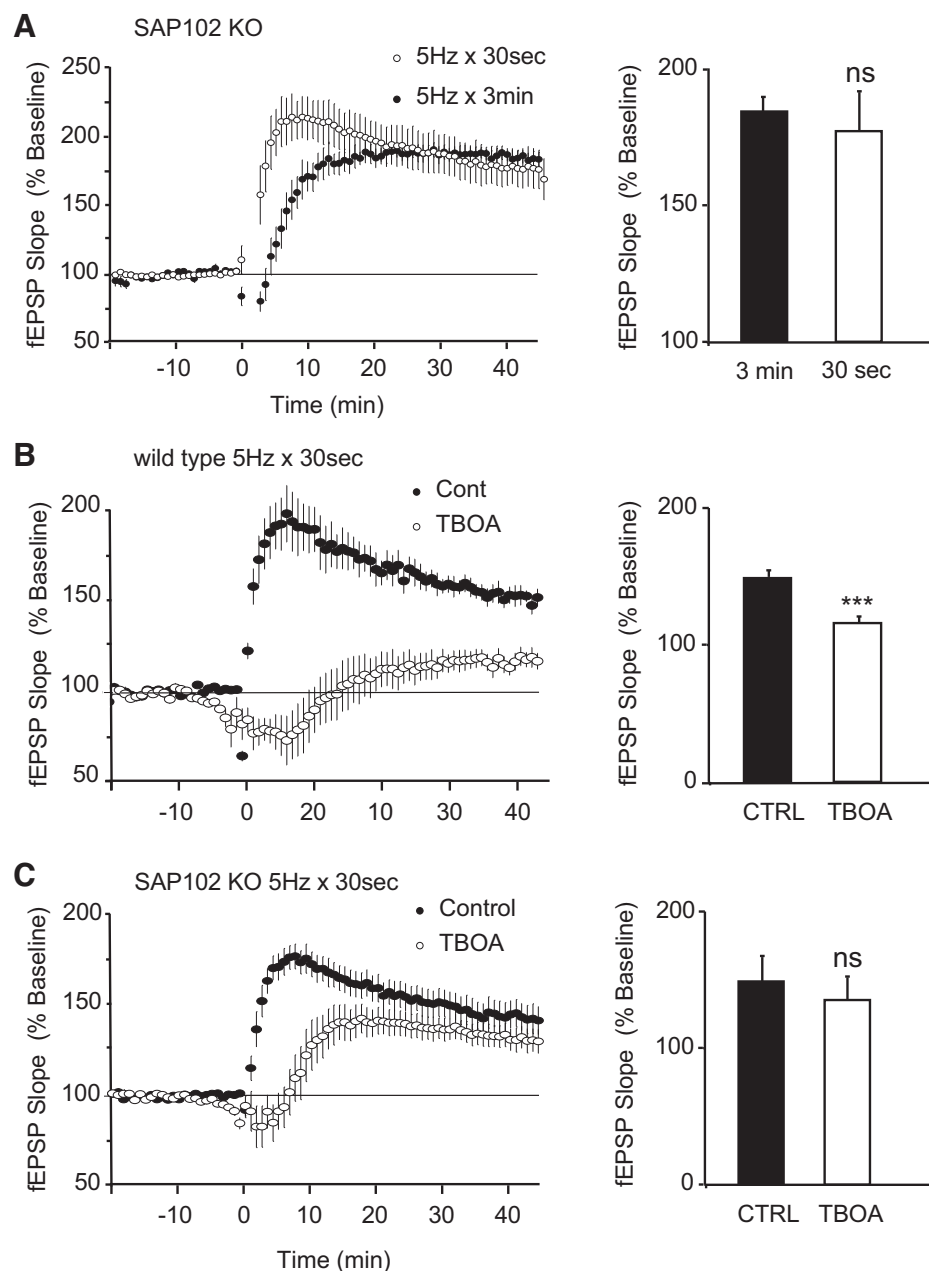 A SAP102 KO
5Hz x 30sec
5Hz x 3min
fEPSP Slope (% Baseline)
250
200
150
100
50
-10 0 10 20 30 40
Time (min)
ns
fEPSP Slope (% Baseline)
200
100
3 min 30 sec
B wild type 5Hz x 30sec
Cont
TBOA
fEPSP Slope (% Baseline)
200
150
100
50
-10 0 10 20 30 40
***
fEPSP Slope (% Baseline)
200
100
0
CTRL TBOA
C SAP102 KO 5Hz x 30sec
Control
TBOA
fEPSP Slope (% Baseline)
200
150
100
50
-10 0 10 20 30 40
Time (min)
ns
fEPSP Slope (% Baseline)
200
100
0
CTRL TBOA